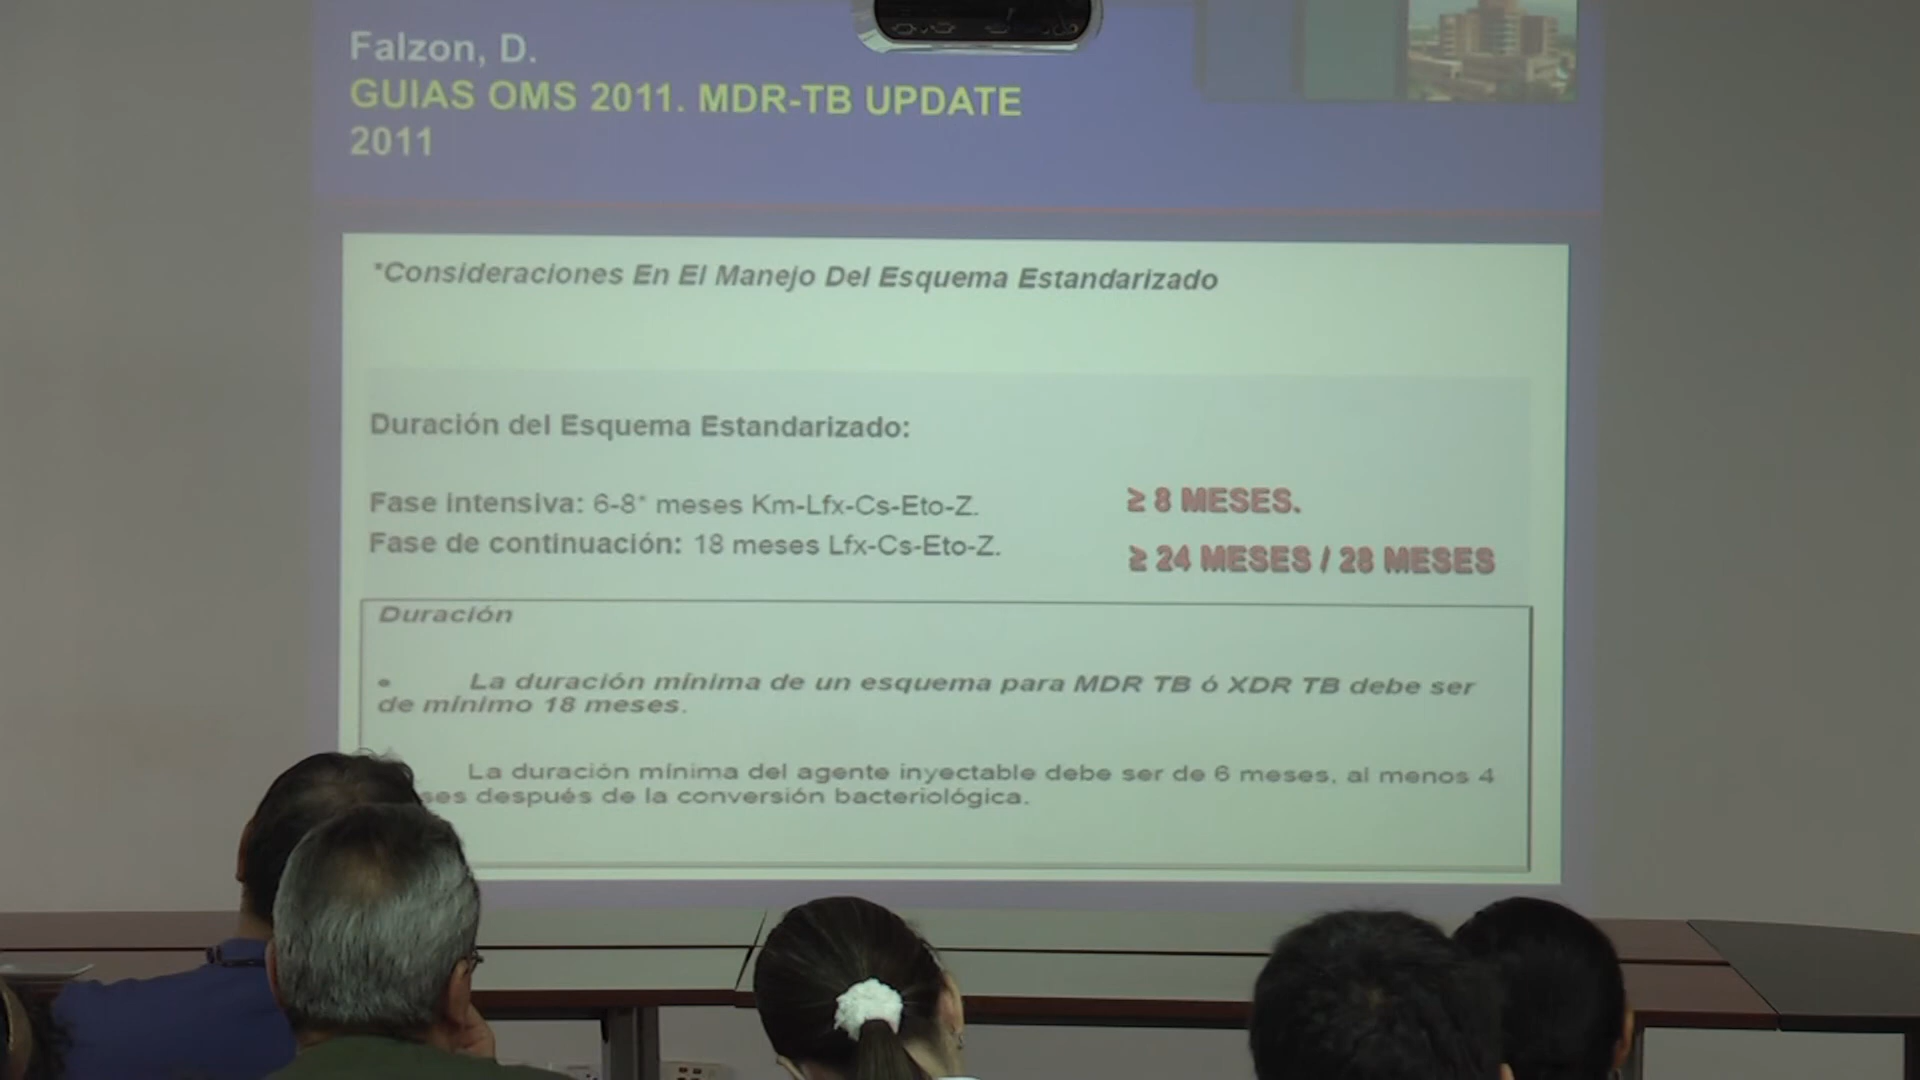 Falzon, D.
GUIAS OMS 2011. MDR-TB UPDATE
2011
*Consideraciones En El Manejo Del Esquema Estandarizado
Duración del Esquema Estandarizado:
Fase intensiva: 6-8* meses Km-Lfx-Cs-Eto-Z.
≥ 8 MESES.
Fase de continuación: 18 meses Lfx-Cs-Eto-Z.
≥ 24 MESES / 28 MESES
Duración
• La duración mínima de un esquema para MDR TB ó XDR TB debe ser
de mínimo 18 meses.
La duración mínima del agente inyectable debe ser de 6 meses, al menos 4
ses después de la conversión bacteriológica.